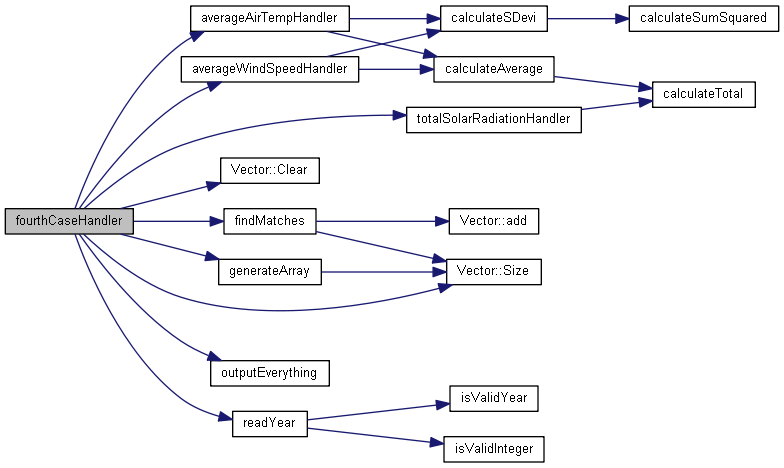 averageAirTempHandler
calculateSDevi
calculateSumSquared
averageWindSpeedHandler
calculateAverage
calculateTotal
totalSolarRadiationHandler
Vector::Clear
fourthCaseHandler
findMatches
Vector::add
generateArray
Vector::Size
outputEverything
isValidYear
readYear
isValidInteger